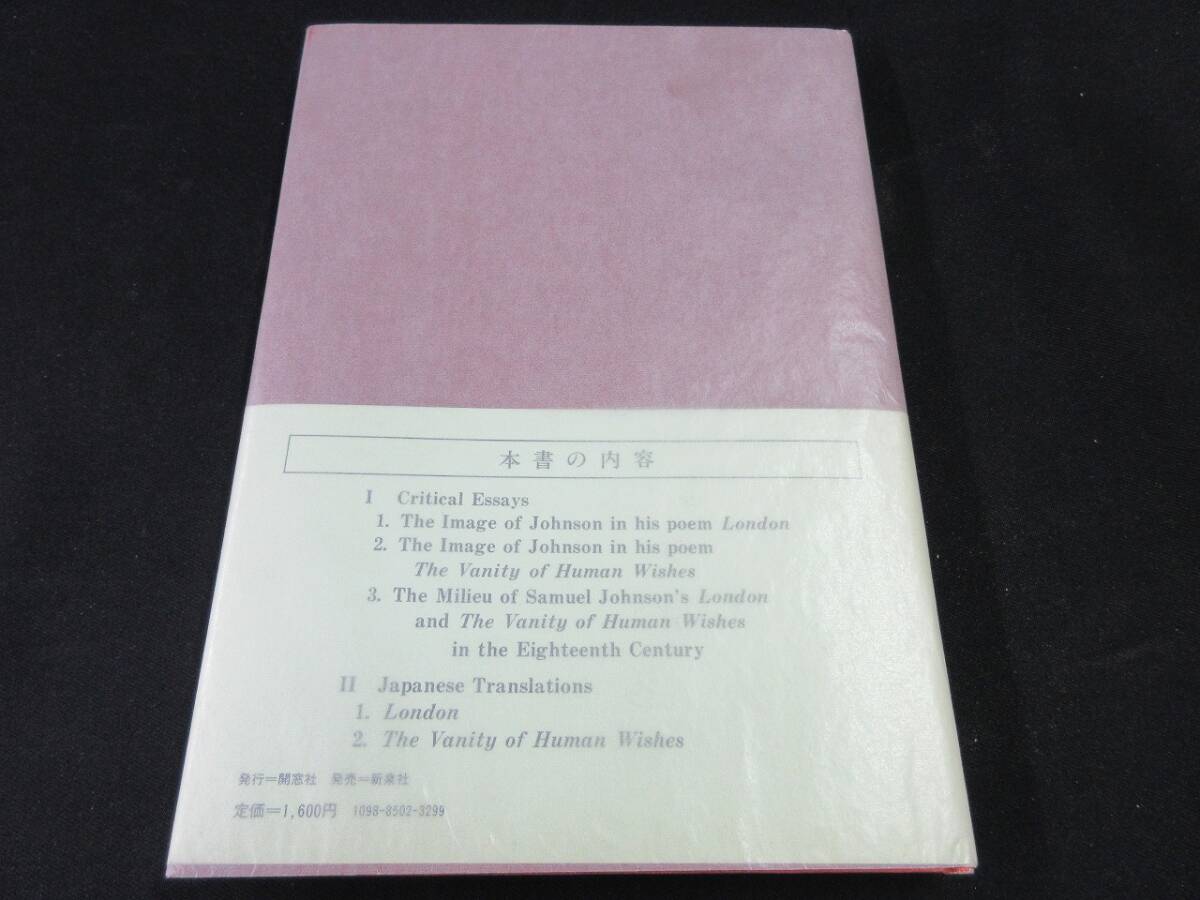 本書の内容
I Critical Essays
1. The Image of Johnson in his poem London
2. The Image of Johnson in his poem
The Vanity of Human Wishes
3. The Milieu of Samuel Johnson's London
and The Vanity of Human Wishes
in the Eighteenth Century
II Japanese Translations
1. London
2. The Vanity of Human Wishes
発行=開窓社 発売=新泉社
定価=1,600円 1098-8502-3299